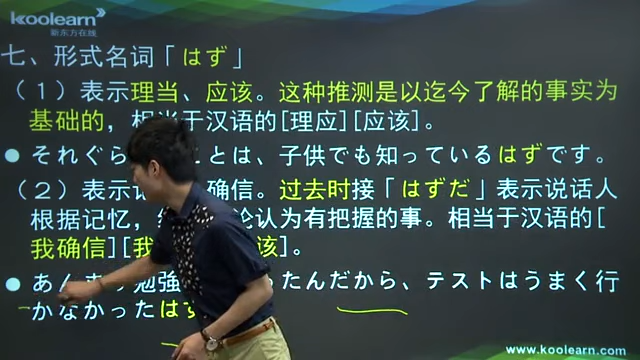 koolearn
新东方在线
七、形式名词「はず」
（1）表示理当、应该。这种推测是以迄今了解的事实为
基础的，相当于汉语的[理应][应该]。
●それぐら ことは、子供でも知っているはずです。
（2）表示 确信。过去时接「はずだ」表示说话人
根据记忆， 论认为有把握的事。相当于汉语的[
我确信][我 该]。
●あん 勉強 ったんだから、テストはうまく行
かなかったはず
www.koolearn.com